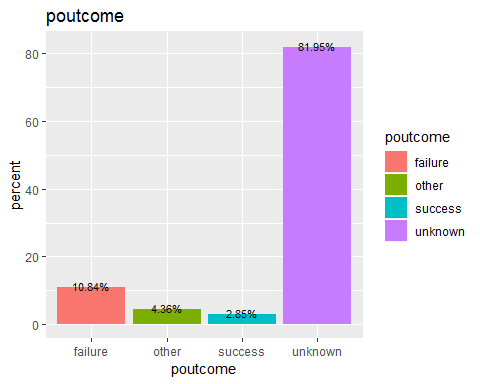 poutcome
81.95%
80
60
40
20
0
percent
10.84%
4.36%
2.85%
failure
other
success
unknown
poutcome
poutcome
failure
other
success
unknown